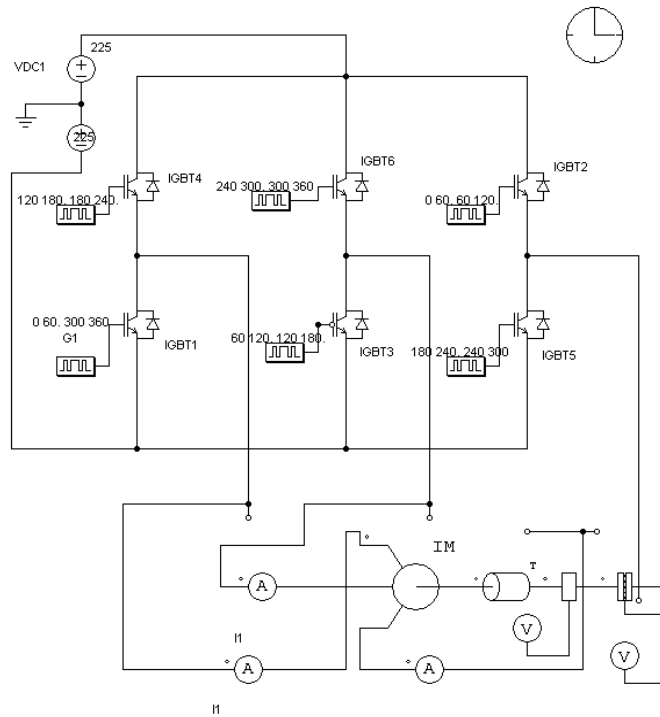 225
VDC1
225
IGBT4
IGBT6
IGBT2
120 180. 180 240.
240 300. 300 360
0 60. 60 120.
0 60. 300 360
G1
IGBT1
60 120. 120 180.
IGBT3
180 240. 240 300
IGBT5
IM
T
A
V
I1
A
A
V
I1